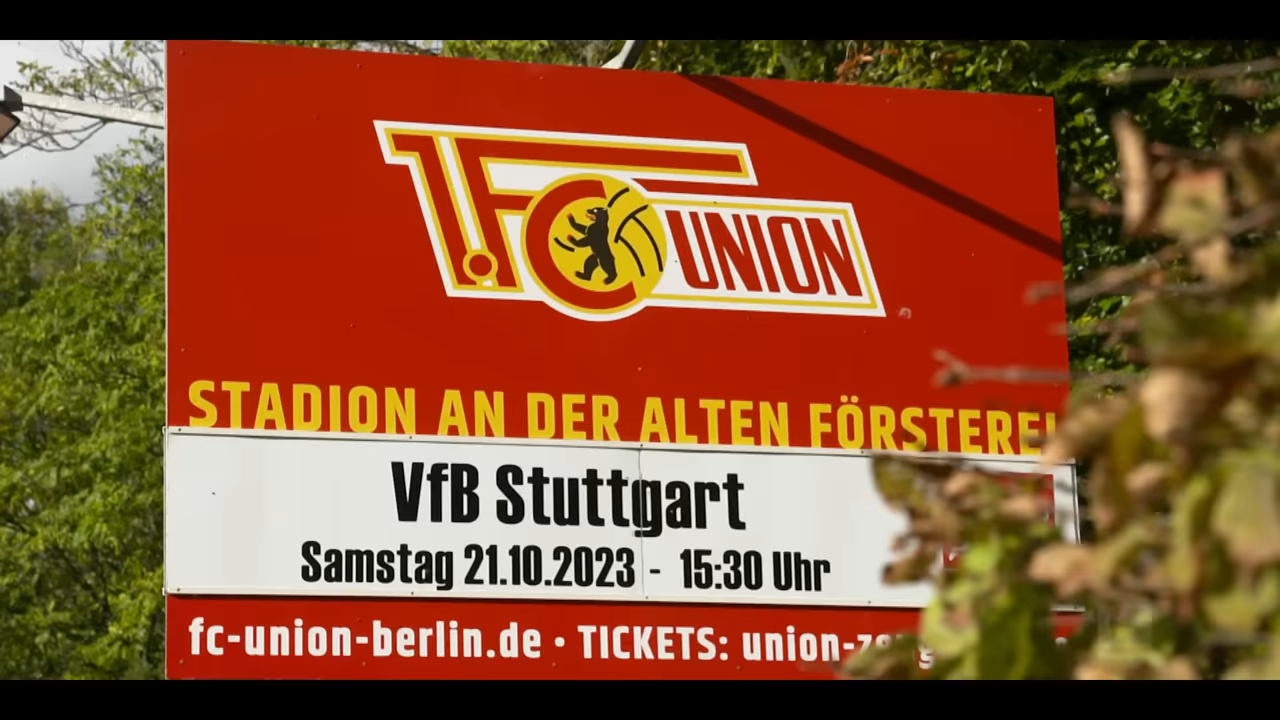 1.FC UNION
STADION AN DER ALTEN FÖRSTEREI
VfB Stuttgart
Samstag 21.10.2023 - 15:30 Uhr
fc-union-berlin.de • TICKETS: